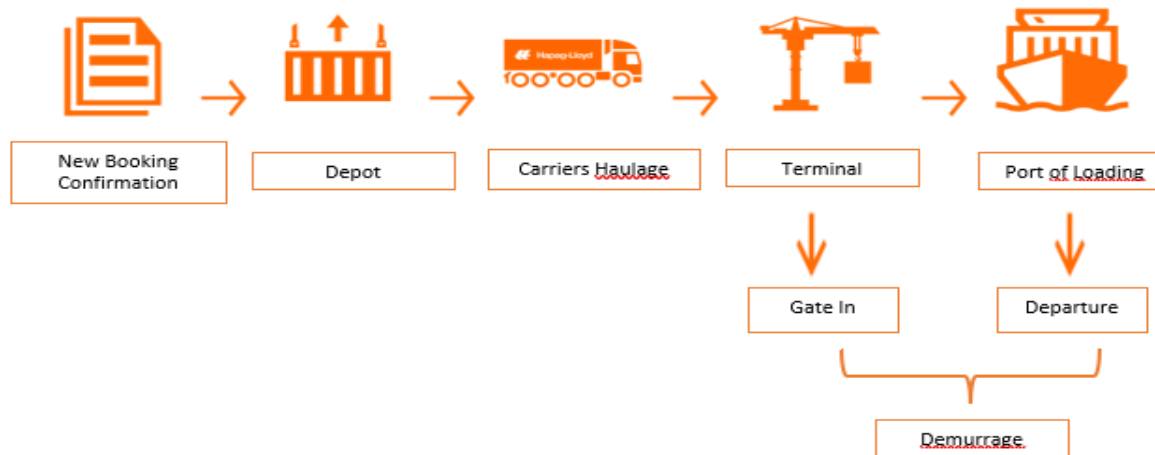 Hapag-Lloyd
New Booking
Confirmation
Depot
Carriers Haulage
Terminal
Port of Loading
Gate In
Departure
Demurrage